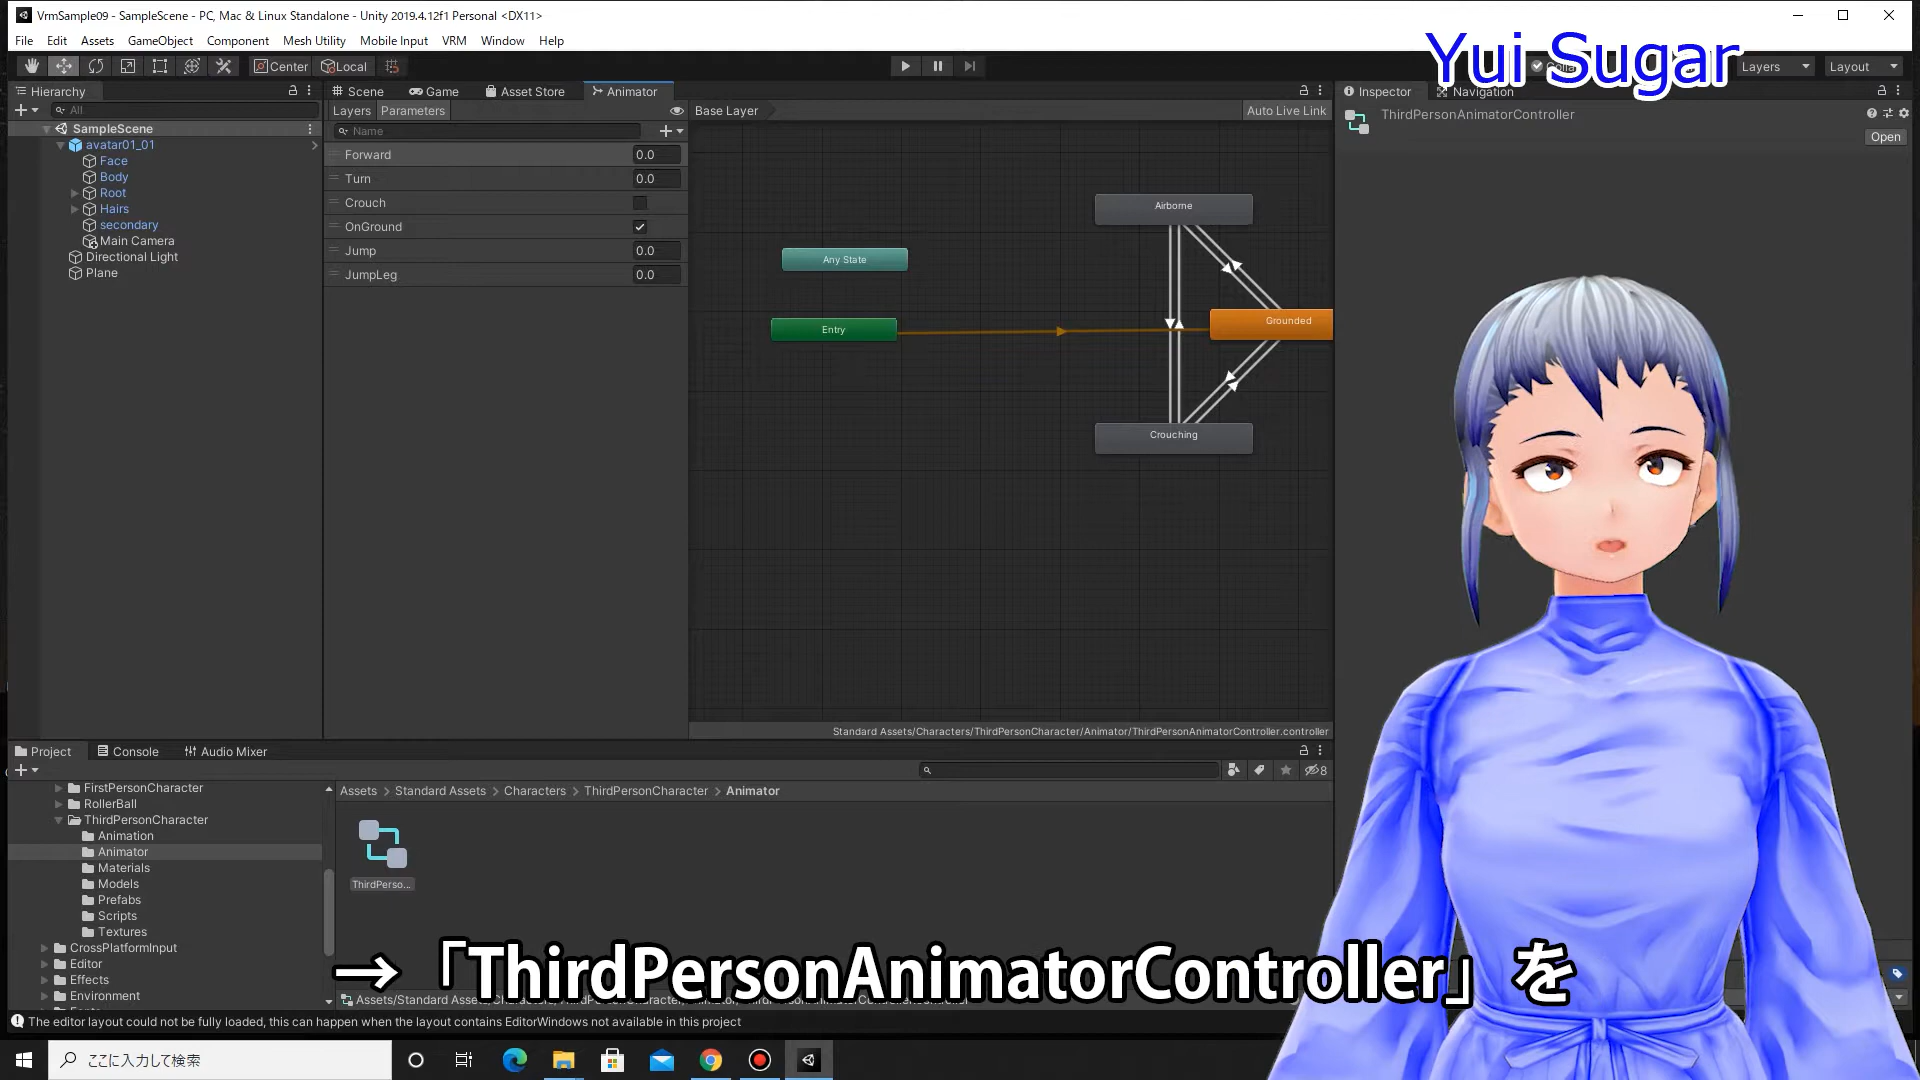 VrmSample09 - SampleScene - PC, Mac & Linux Standalone - Unity 2019.4.12f1 Personal <DX11>
File Edit Assets GameObject Component Mesh Utility Mobile Input VRM Window Help
Yui Sugar
Center Local Layers Layout
Hierarchy Scene Game Asset Store Animator Inspector Navigation
All Layers Parameters Base Layer Auto Live Link
ThirdPersonAnimatorController
Open
SampleScene
avatar01_01
Face
Body
Root
Hairs
secondary
Main Camera
Directional Light
Plane
Name
Forward 0.0
Turn 0.0
Crouch
OnGround
Jump 0.0
JumpLeg 0.0
Airborne
Any State
Entry
Grounded
Crouching
Standard Assets/Characters/ThirdPersonCharacter/Animator/ThirdPersonAnimatorController.controller
Project Console Audio Mixer
8
Assets > Standard Assets > Characters > ThirdPersonCharacter > Animator
FirstPersonCharacter
RollerBall
ThirdPersonCharacter
Animation
Animator
Materials
Models
Prefabs
Scripts
Textures
CrossPlatformInput
Editor
Effects
Environment
ThirdPerso...
→「ThirdPersonAnimatorController」を
The editor layout could not be fully loaded, this can happen when the layout contains EditorWindows not available in this project
ここに入力して検索